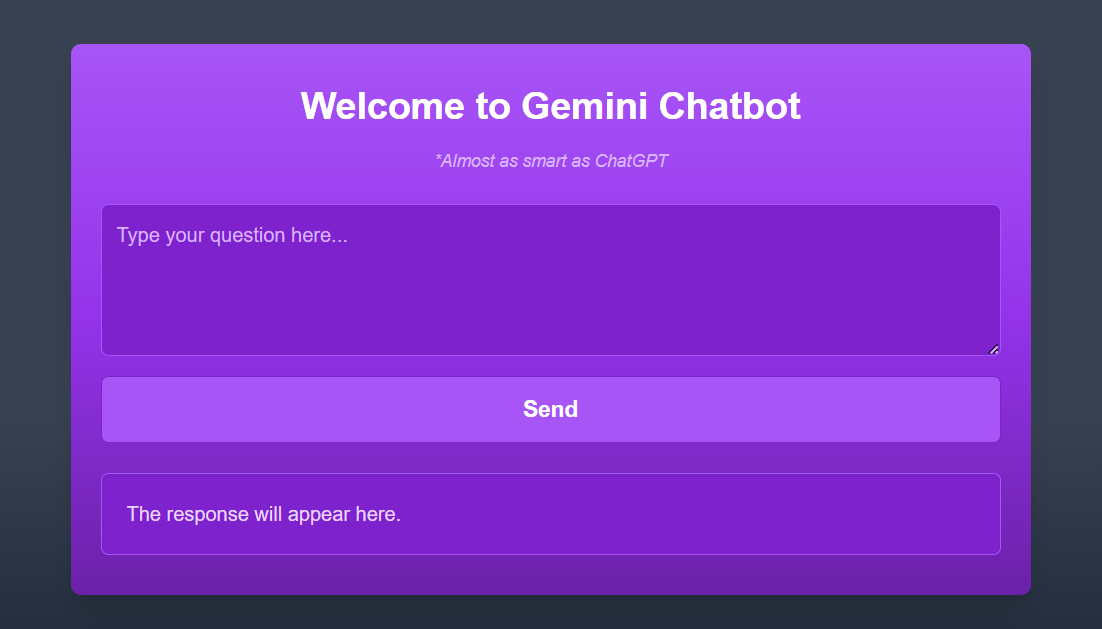 Welcome to Gemini Chatbot
*Almost as smart as ChatGPT
Type your question here...
Send
The response will appear here.